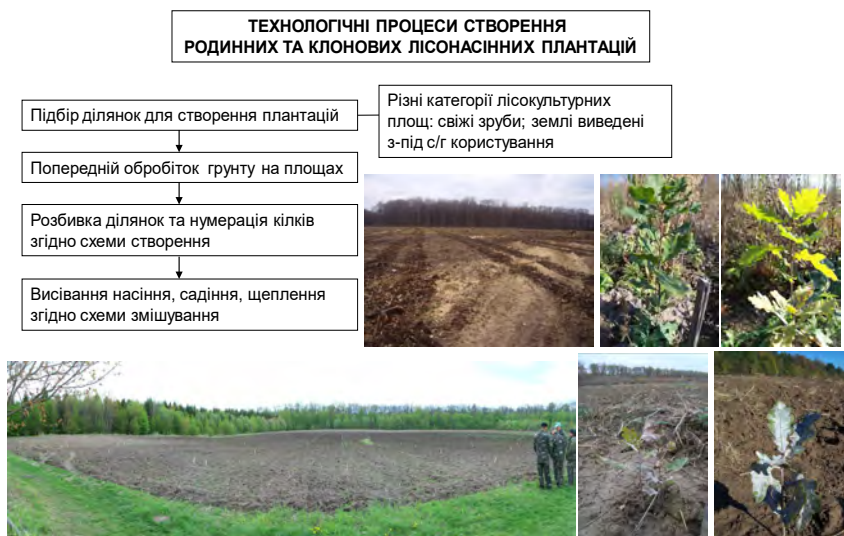 ТЕХНОЛОГІЧНІ ПРОЦЕСИ СТВОРЕННЯ
РОДИННИХ ТА КЛОНОВИХ ЛІСОНАСІННИХ ПЛАНТАЦІЙ
Підбір ділянок для створення плантацій
Різні категорії лісокультурних
площ: свіжі зруби; землі виведені
з-під с/г користування
Попередній обробіток грунту на площах
Розбивка ділянок та нумерація кілків
згідно схеми створення
Висівання насіння, садіння, щеплення
згідно схеми змішування